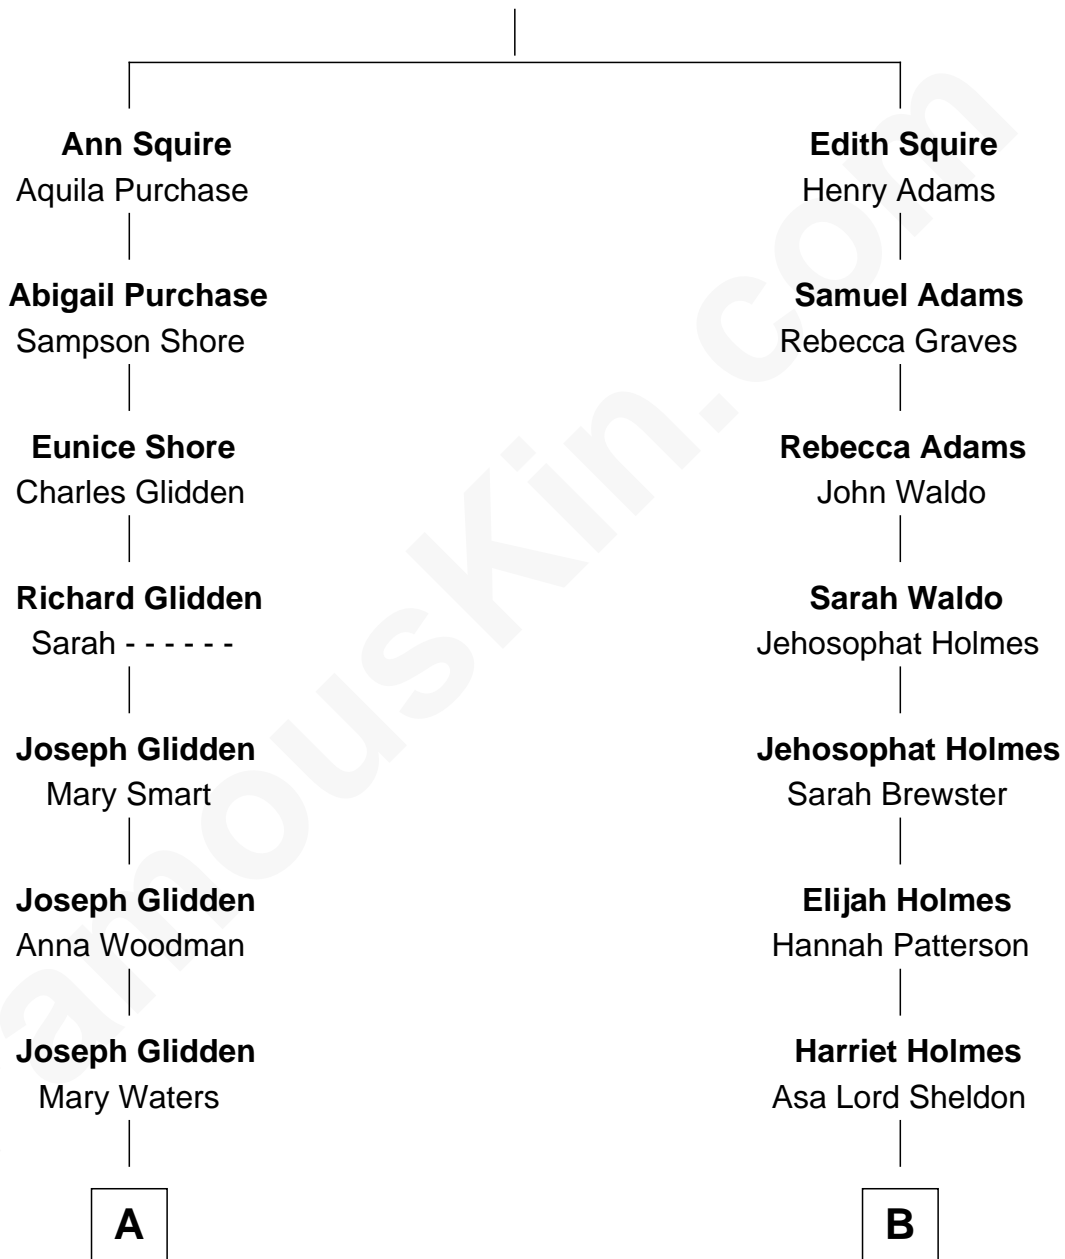 Ann Squire
Aquila Purchase
Abigail Purchase
Sampson Shore
Eunice Shore
Charles Glidden
Richard Glidden
Sarah - - - - - -
Joseph Glidden
Mary Smart
Joseph Glidden
Anna Woodman
Joseph Glidden
Mary Waters
A
Edith Squire
Henry Adams
Samuel Adams
Rebecca Graves
Rebecca Adams
John Waldo
Sarah Waldo
Jehosophat Holmes
Jehosophat Holmes
Sarah Brewster
Elijah Holmes
Hannah Patterson
Harriet Holmes
Asa Lord Sheldon
B
amousKin.com